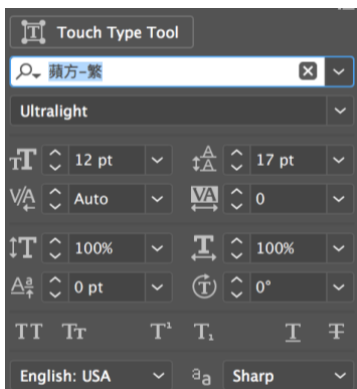 Touch Type Tool
蘋方-繁
Ultralight
12 pt 17 pt
Auto 0
100% 100%
0 pt 0°
English: USA Sharp